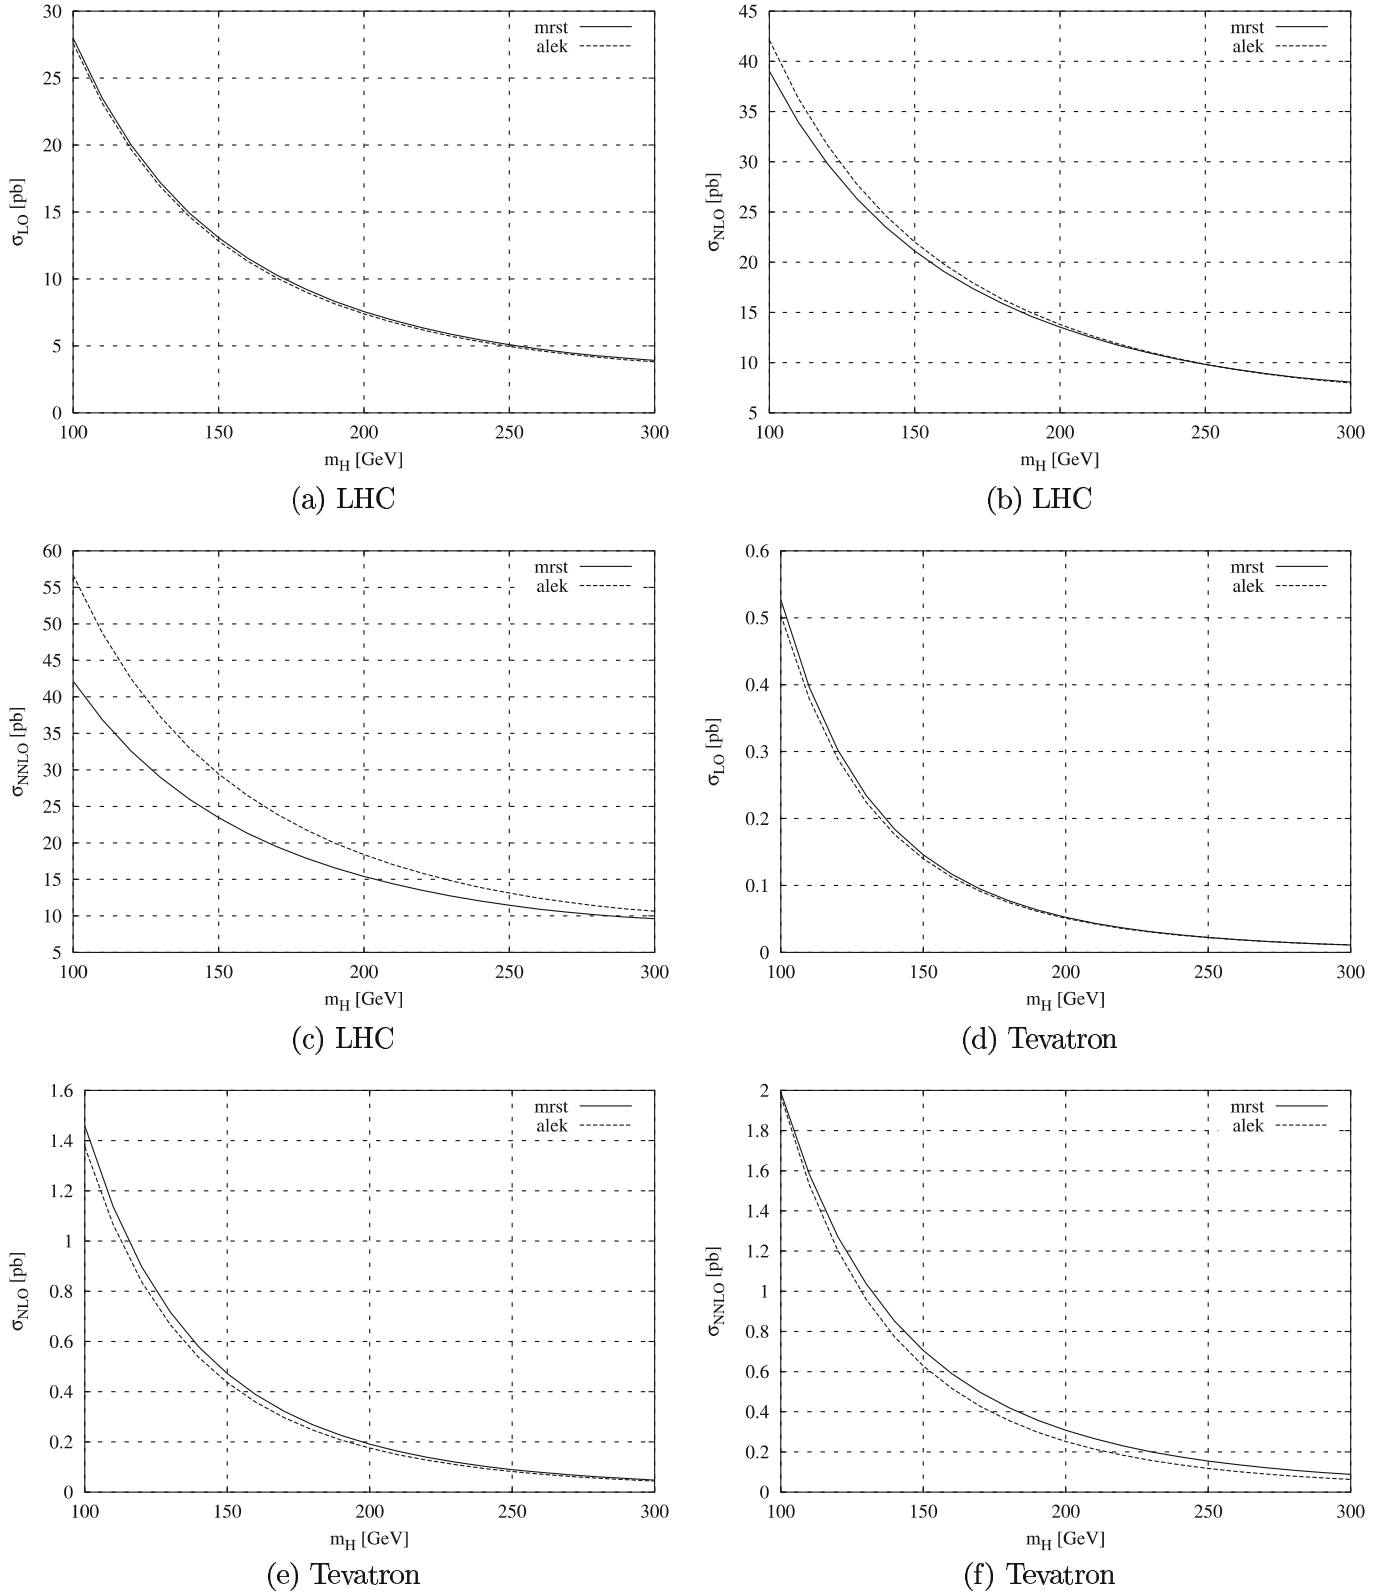 30
25
20
15
10
5
0
σLO [pb]
mrst
alek
100 150 200 250 300
mH [GeV]
(a) LHC
45
40
35
30
25
20
15
10
5
σNLO [pb]
mrst
alek
100 150 200 250 300
mH [GeV]
(b) LHC
60
55
50
45
40
35
30
25
20
15
10
5
σNNLO [pb]
mrst
alek
100 150 200 250 300
mH [GeV]
(c) LHC
0.6
0.5
0.4
0.3
0.2
0.1
0
σLO [pb]
mrst
alek
100 150 200 250 300
mH [GeV]
(d) Tevatron
1.6
1.4
1.2
1
0.8
0.6
0.4
0.2
0
σNLO [pb]
mrst
alek
100 150 200 250 300
mH [GeV]
(e) Tevatron
2
1.8
1.6
1.4
1.2
1
0.8
0.6
0.4
0.2
0
σNNLO [pb]
mrst
alek
100 150 200 250 300
mH [GeV]
(f) Tevatron